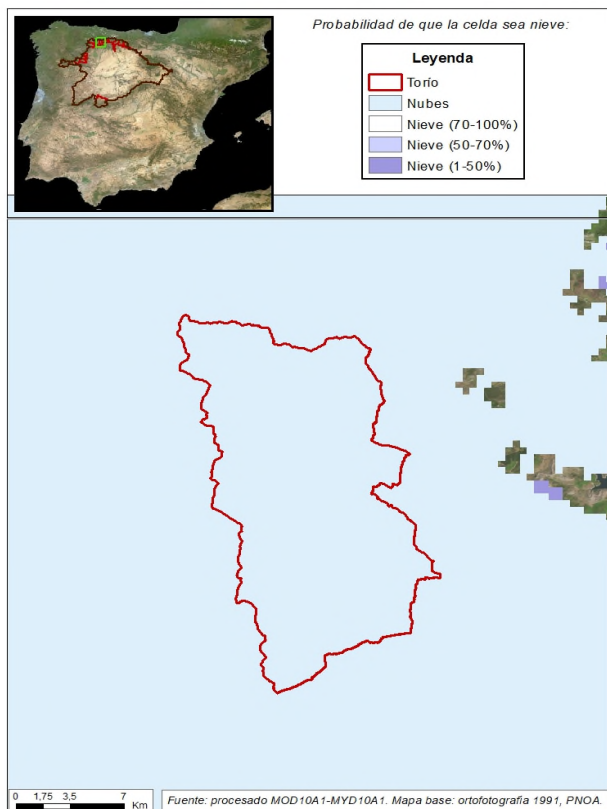 Probabilidad de que la celda sea nieve:
Leyenda
Torío
Nubes
Nieve (70-100%)
Nieve (50-70%)
Nieve (1-50%)
0 1,75 3,5 7
Km
Fuente: procesado MOD10A1-MYD10A1. Mapa base: ortofotografia 1991, PNOA